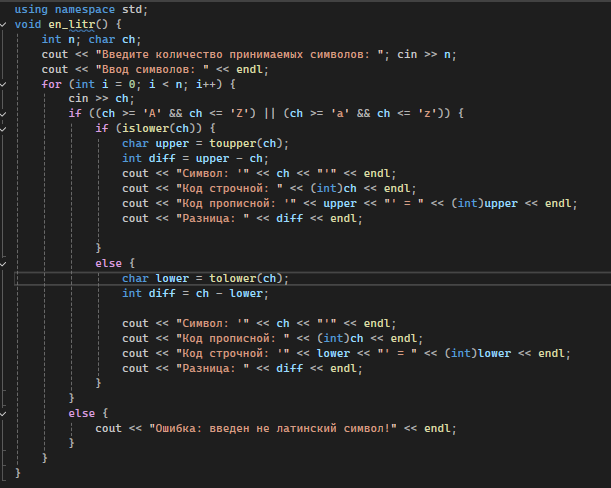 using namespace std;
void en_litr() {
    int n; char ch;
    cout << "Введите количество принимаемых символов: "; cin >> n;
    cout << "Ввод символов: " << endl;
    for (int i = 0; i < n; i++) {
        cin >> ch;
        if ((ch >= 'A' && ch <= 'Z') || (ch >= 'a' && ch <= 'z')) {
            if (islower(ch)) {
                char upper = toupper(ch);
                int diff = upper - ch;
                cout << "Символ: '" << ch << "'" << endl;
                cout << "Код строчной: " << (int)ch << endl;
                cout << "Код прописной: '" << upper << "' = " << (int)upper << endl;
                cout << "Разница: " << diff << endl;

            }
            else {
                char lower = tolower(ch);
                int diff = ch - lower;

                cout << "Символ: '" << ch << "'" << endl;
                cout << "Код прописной: " << (int)ch << endl;
                cout << "Код строчной: '" << lower << "' = " << (int)lower << endl;
                cout << "Разница: " << diff << endl;
            }
        }
        else {
            cout << "Ошибка: введен не латинский символ!" << endl;
        }
    }
}